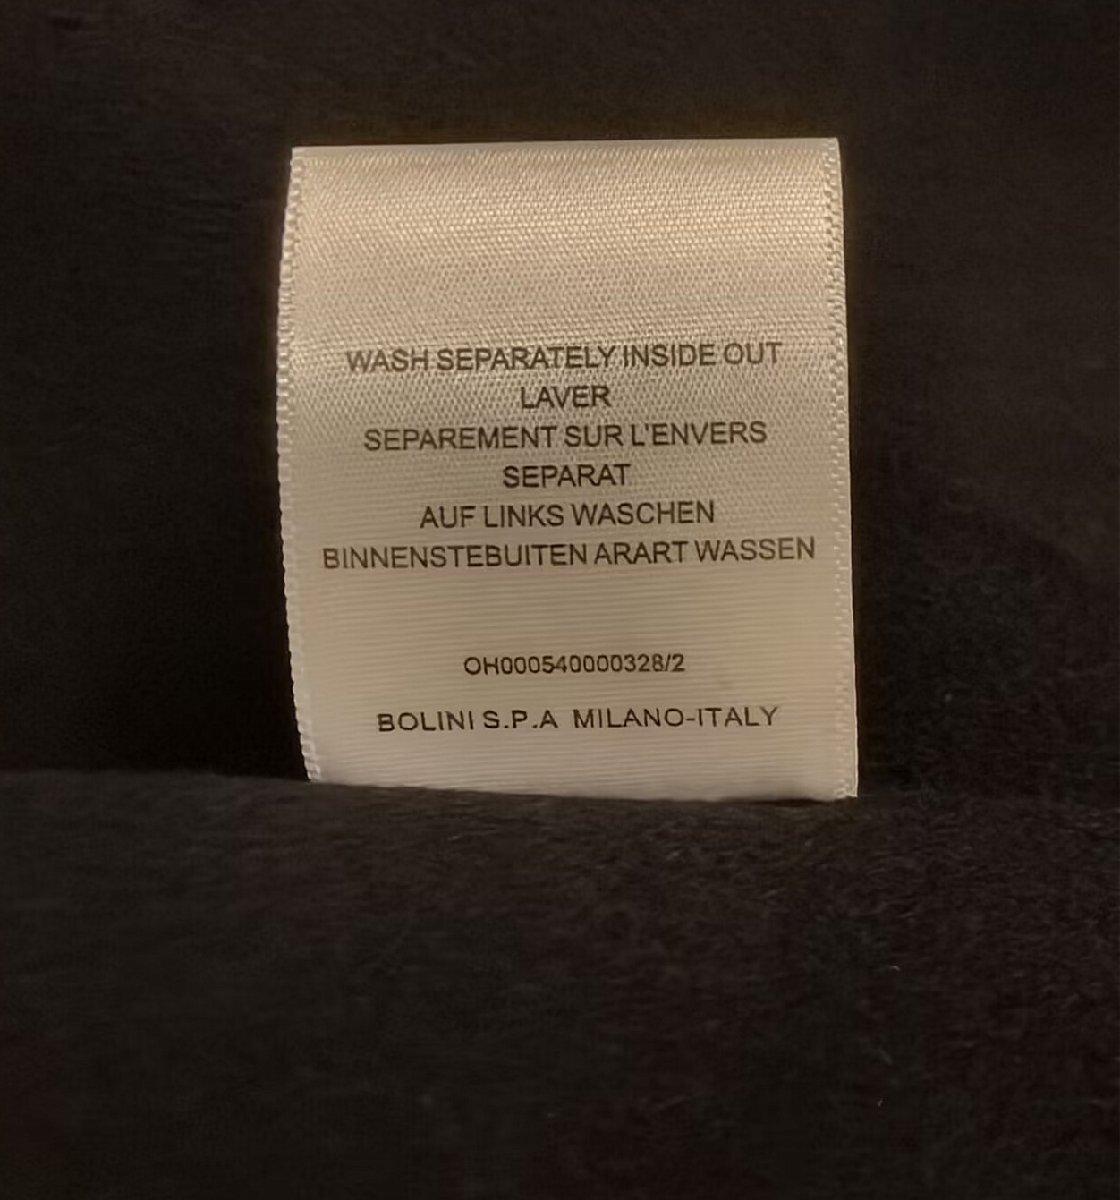 WASH SEPARATELY INSIDE OUT
LAVER
SEPAREMENT SUR L'ENVERS
SEPARAT
AUF LINKS WASCHEN
BINNENSTEBUITEN ARART WASSEN
OH000540000328/2
BOLINI S.P.A MILANO-ITALY